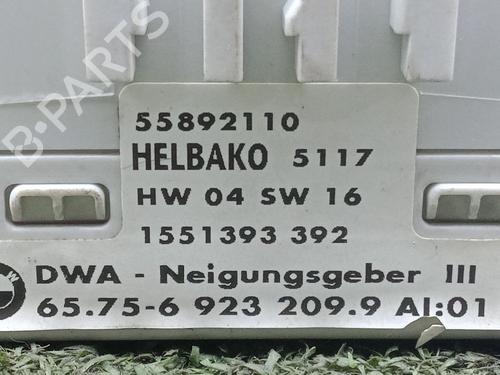 B-PARTS
55892110
HELBAKO 5117
HW 04 SW 16
1551393 392
DWA - Neigungsgeber III
65.75-6 923 209.9 AI:01